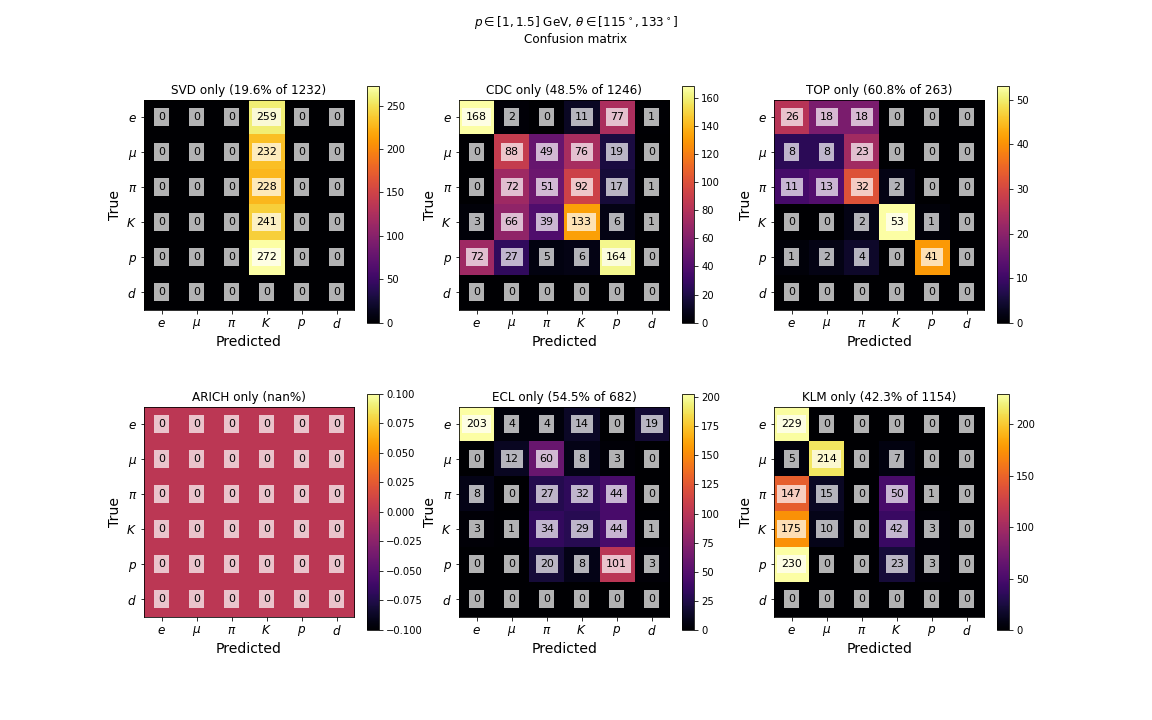 p ∈ [1, 1.5] GeV, θ ∈ [115°, 133°]
Confusion matrix
SVD only (19.6% of 1232)
e 0 0 0 259 0 0
μ 0 0 0 232 0 0
π 0 0 0 228 0 0
K 0 0 0 241 0 0
p 0 0 0 272 0 0
d 0 0 0 0 0 0
e μ π K p d
True
Predicted
250
200
150
100
50
0
CDC only (48.5% of 1246)
e 168 2 0 11 77 1
μ 0 88 49 76 19 0
π 0 72 51 92 17 1
K 3 66 39 133 6 1
p 72 27 5 6 164 0
d 0 0 0 0 0 0
e μ π K p d
True
Predicted
160
140
120
100
80
60
40
20
0
TOP only (60.8% of 263)
e 26 18 18 0 0 0
μ 8 8 23 0 0 0
π 11 13 32 2 0 0
K 0 0 2 53 1 0
p 1 2 4 0 41 0
d 0 0 0 0 0 0
e μ π K p d
True
Predicted
50
40
30
20
10
0
ARICH only (nan%)
e 0 0 0 0 0 0
μ 0 0 0 0 0 0
π 0 0 0 0 0 0
K 0 0 0 0 0 0
p 0 0 0 0 0 0
d 0 0 0 0 0 0
e μ π K p d
True
Predicted
0.100
0.075
0.050
0.025
0.000
−0.025
−0.050
−0.075
−0.100
ECL only (54.5% of 682)
e 203 4 4 14 0 19
μ 0 12 60 8 3 0
π 8 0 27 32 44 0
K 3 1 34 29 44 1
p 0 0 20 8 101 3
d 0 0 0 0 0 0
e μ π K p d
True
Predicted
200
175
150
125
100
75
50
25
0
KLM only (42.3% of 1154)
e 229 0 0 0 0 0
μ 5 214 0 7 0 0
π 147 15 0 50 1 0
K 175 10 0 42 3 0
p 230 0 0 23 3 0
d 0 0 0 0 0 0
e μ π K p d
True
Predicted
200
150
100
50
0